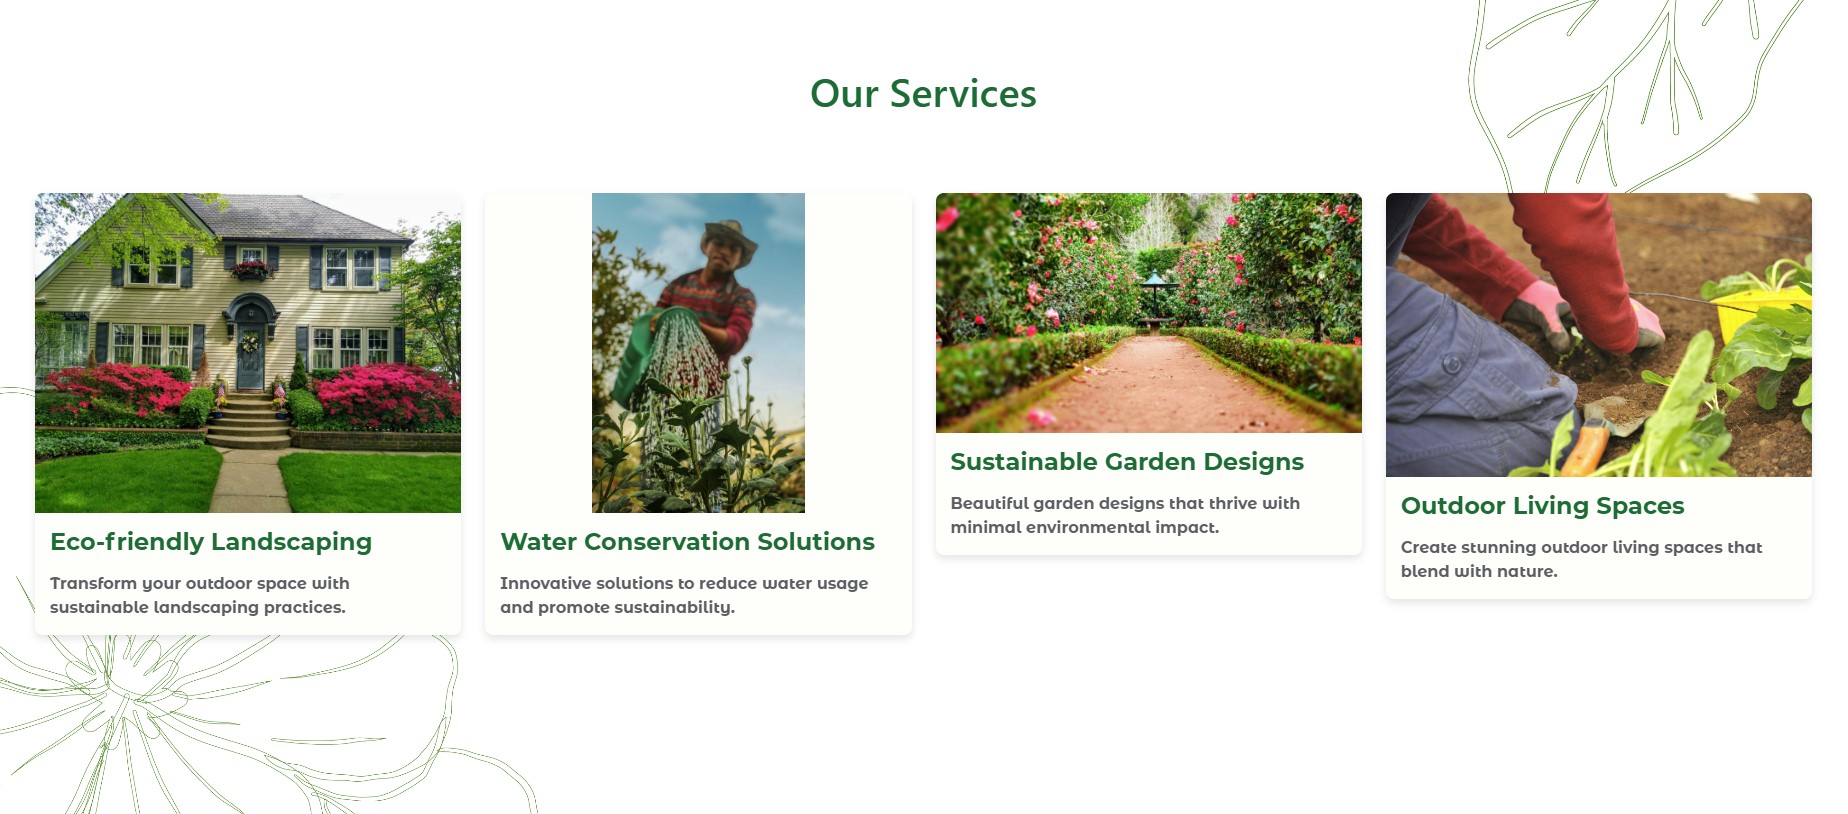 Our Services
Eco-friendly Landscaping
Transform your outdoor space with
sustainable landscaping practices.
Water Conservation Solutions
Innovative solutions to reduce water usage
and promote sustainability.
Sustainable Garden Designs
Beautiful garden designs that thrive with
minimal environmental impact.
Outdoor Living Spaces
Create stunning outdoor living spaces that
blend with nature.